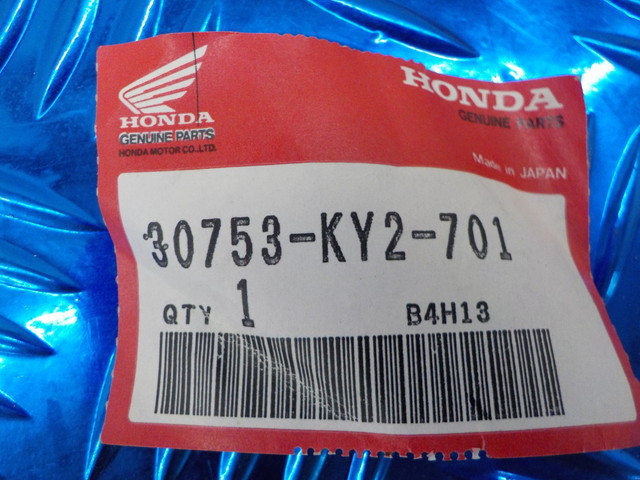 HONDA
GENUINE PARTS
HONDA MOTOR CO.,LTD.
HONDA
GENUINE PARTS
Made in JAPAN
30753-KY2-701
QTY 1 B4H13